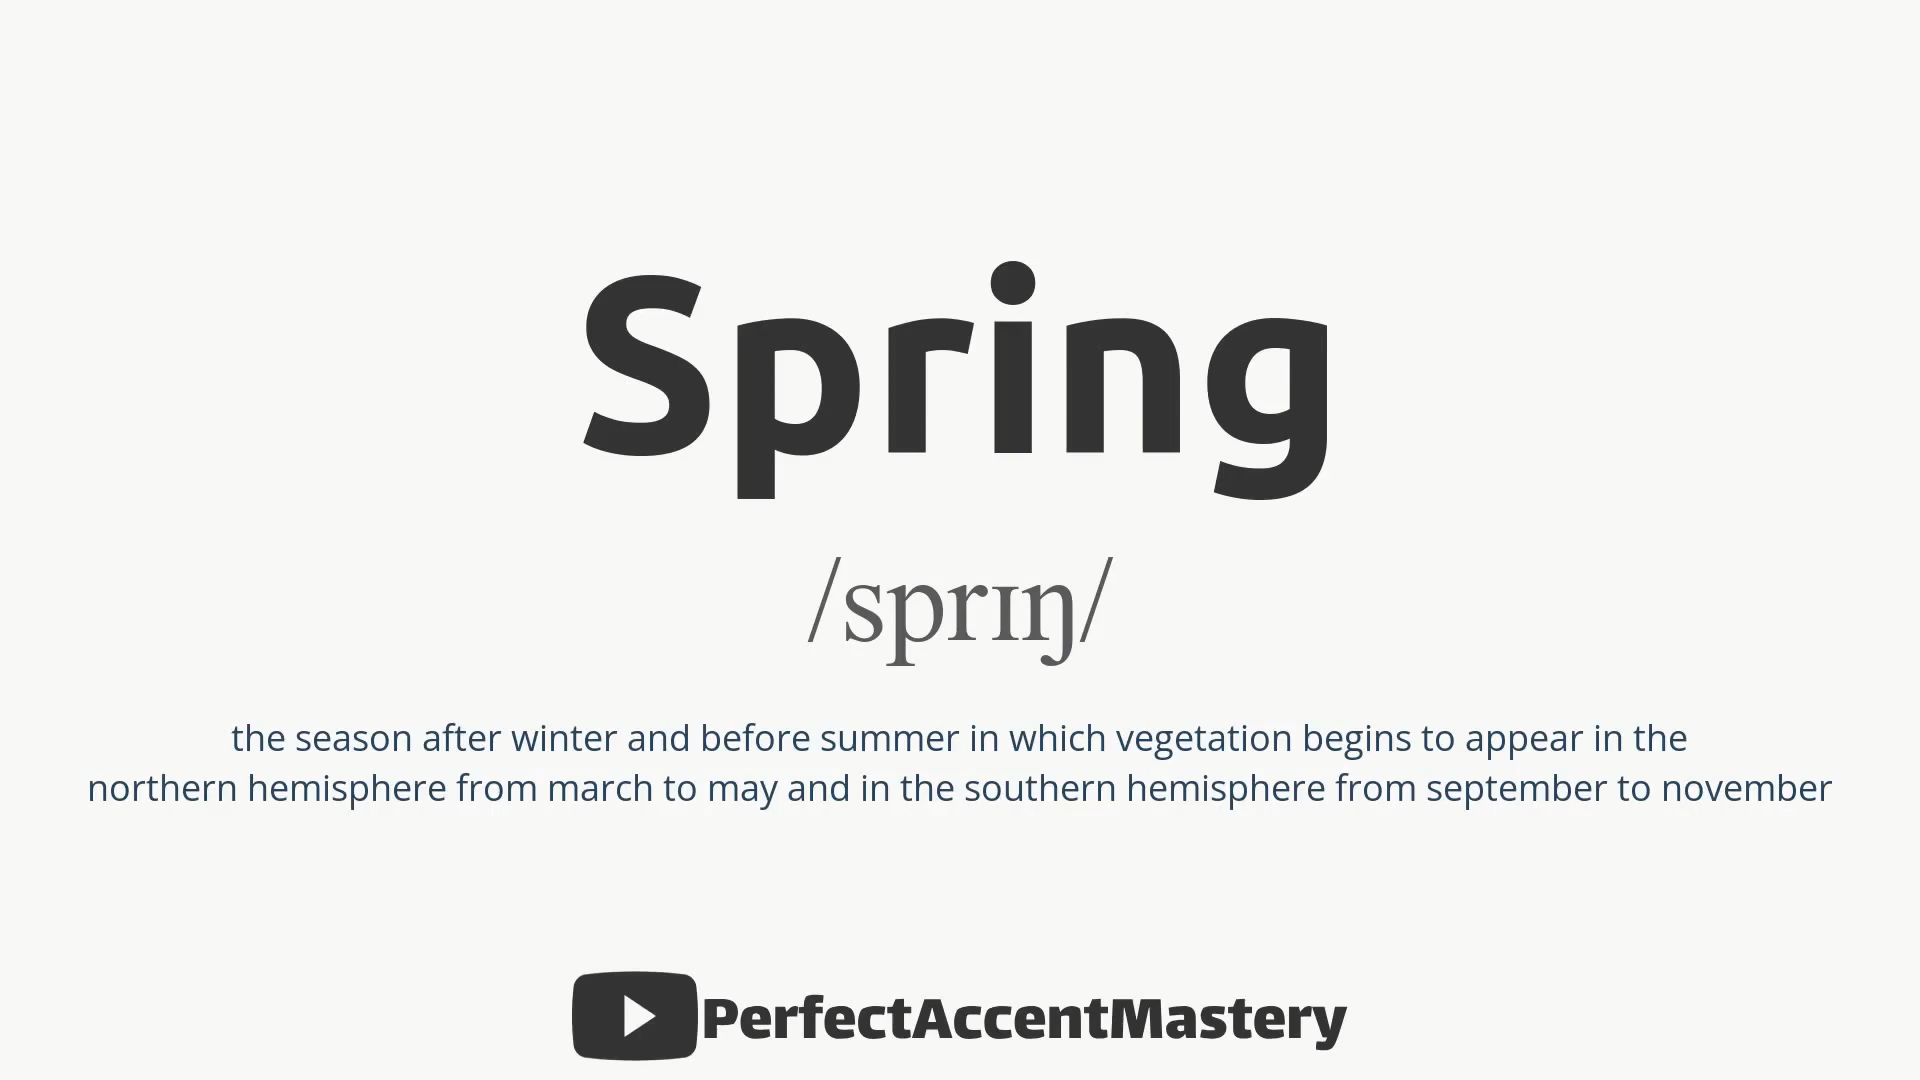 Spring
/sprɪŋ/
the season after winter and before summer in which vegetation begins to appear in the
northern hemisphere from march to may and in the southern hemisphere from september to november
PerfectAccentMastery